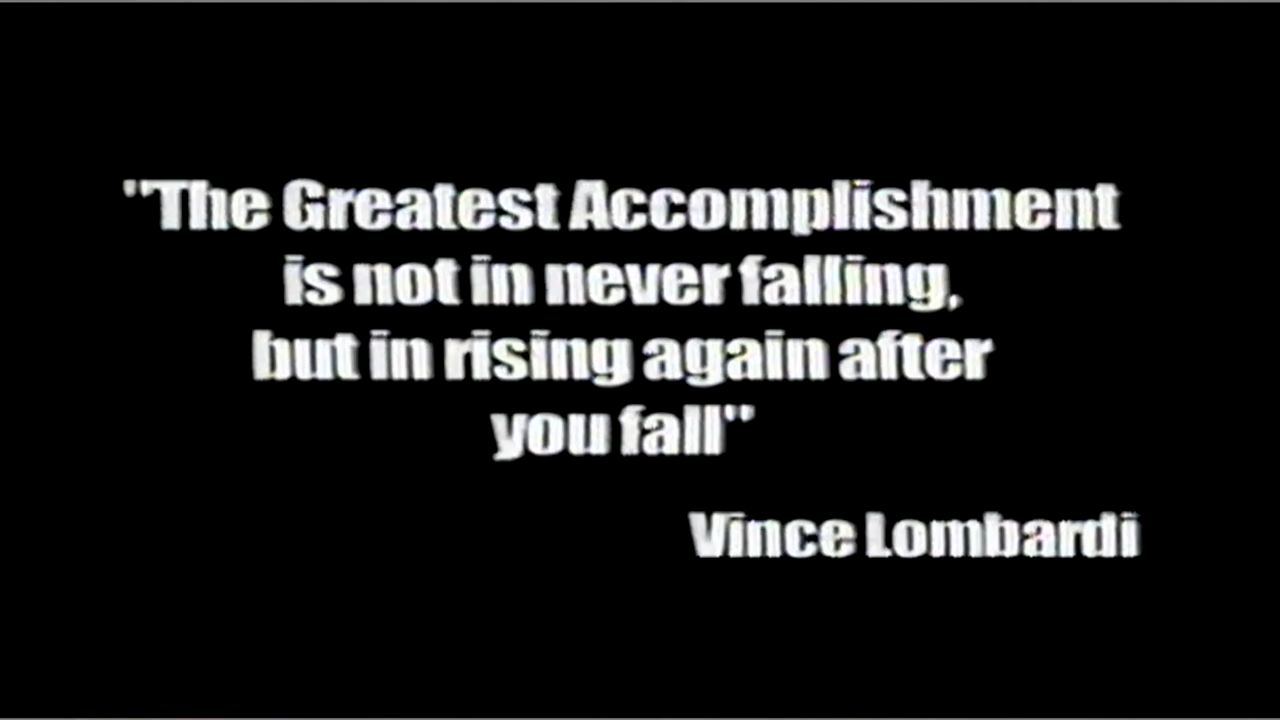 "The Greatest Accomplishment
is not in never falling,
but in rising again after
you fall"
Vince Lombardi